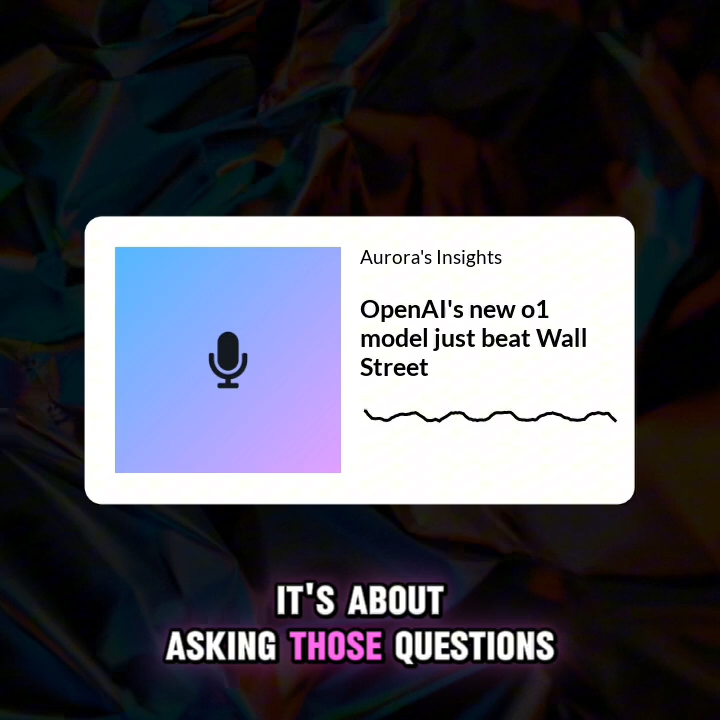 Aurora's Insights
OpenAI's new o1
model just beat Wall
Street
IT'S ABOUT
ASKING THOSE QUESTIONS